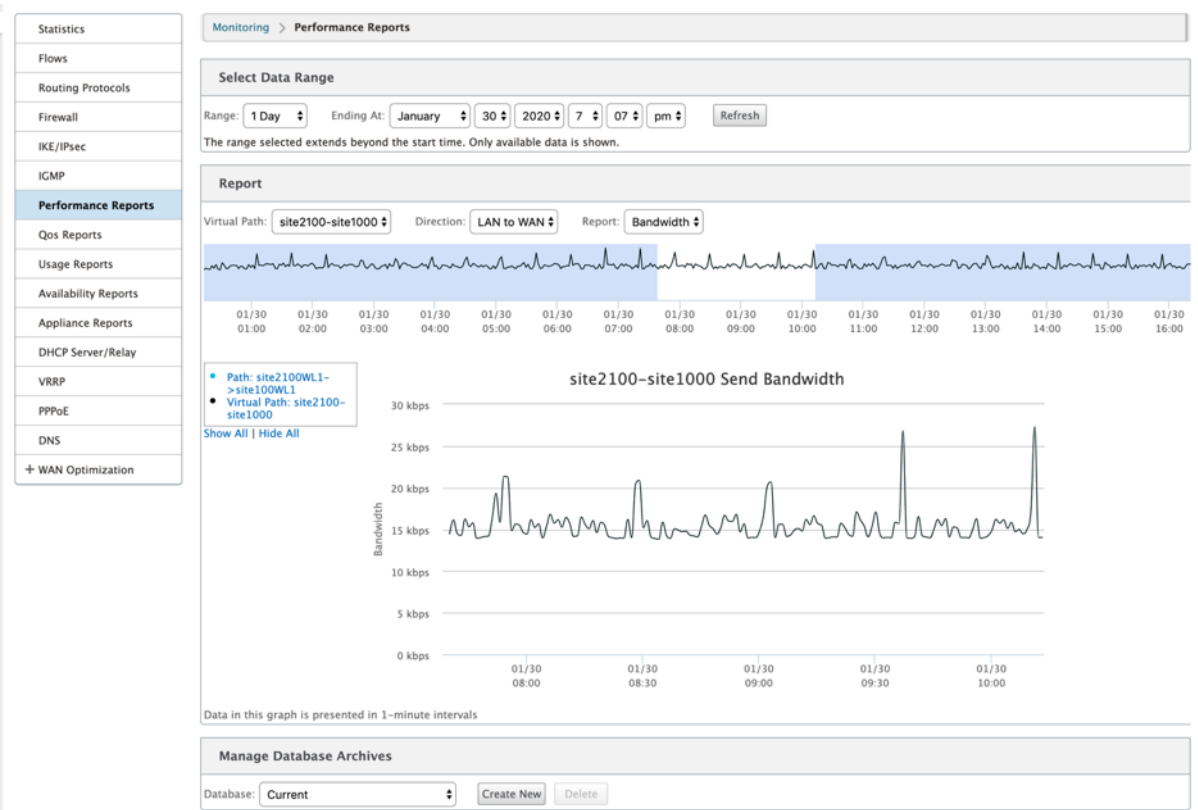 Statistics
Flows
Routing Protocols
Firewall
IKE/IPsec
IGMP
Performance Reports
Qos Reports
Usage Reports
Availability Reports
Appliance Reports
DHCP Server/Relay
VRRP
PPPoE
DNS
+ WAN Optimization
Monitoring > Performance Reports
Select Data Range
Range: 1 Day Ending At: January 30 2020 7 07 pm Refresh
The range selected extends beyond the start time. Only available data is shown.
Report
Virtual Path: site2100-site1000 Direction: LAN to WAN Report: Bandwidth
01/30 01/30 01/30 01/30 01/30 01/30 01/30 01/30 01/30 01/30 01/30 01/30 01/30 01/30 01/30 01/30
01:00 02:00 03:00 04:00 05:00 06:00 07:00 08:00 09:00 10:00 11:00 12:00 13:00 14:00 15:00 16:00
Path: site2100WL1-
>site100WL1
Virtual Path: site2100-
site1000
Show All | Hide All
site2100-site1000 Send Bandwidth
Bandwidth
30 kbps
25 kbps
20 kbps
15 kbps
10 kbps
5 kbps
0 kbps
01/30 01/30 01/30 01/30 01/30
08:00 08:30 09:00 09:30 10:00
Data in this graph is presented in 1-minute intervals
Manage Database Archives
Database: Current Create New Delete